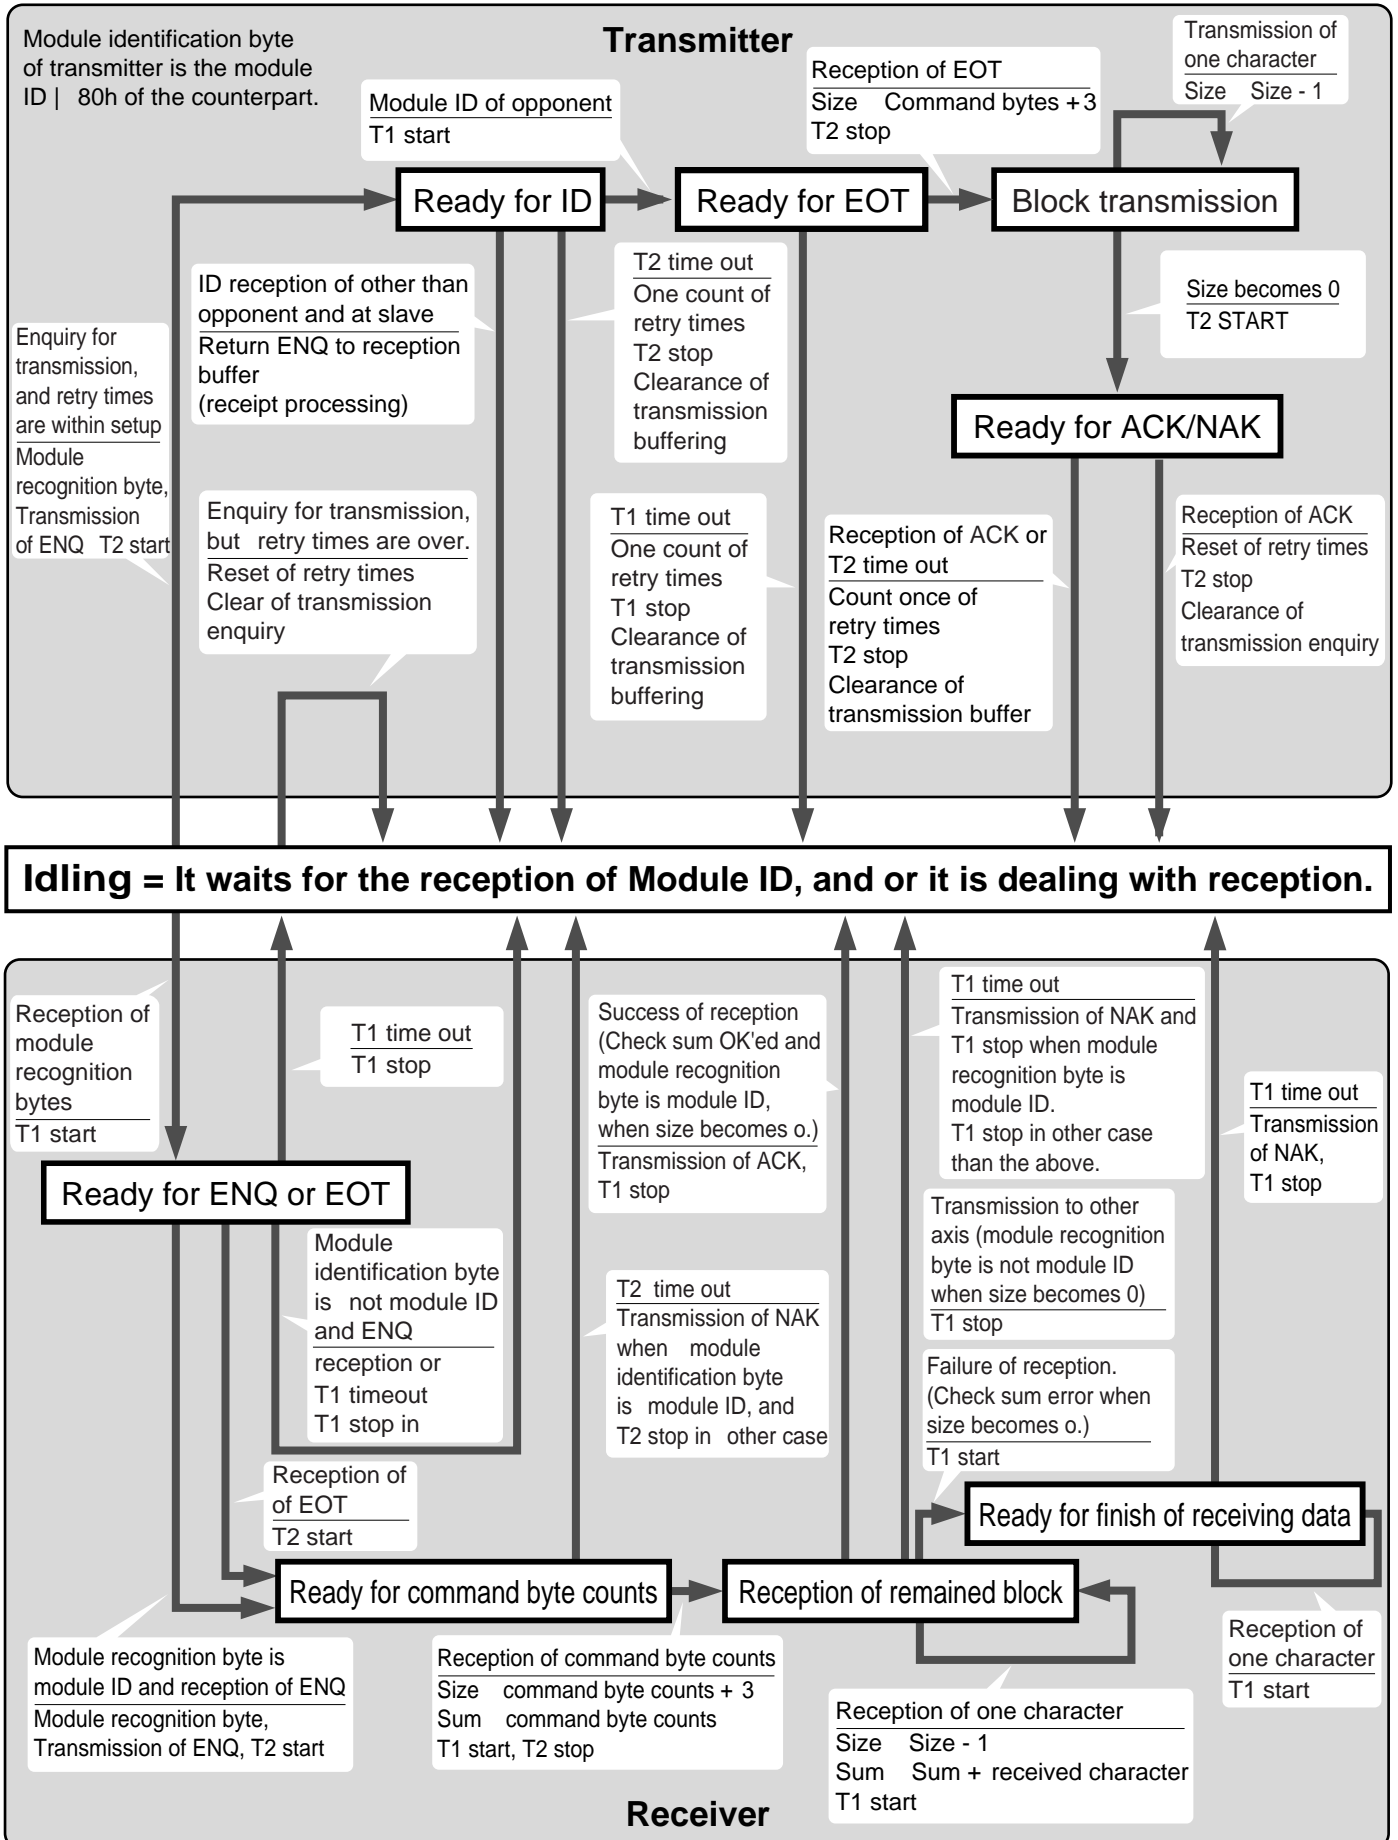 Transmitter
Module identification byte
of transmitter is the module
ID | 80h of the counterpart.
Module ID of opponent
T1 start
Reception of EOT
Size Command bytes + 3
T2 stop
Transmission of
one character
Size Size - 1
Ready for ID
Ready for EOT
Block transmission
ID reception of other than
opponent and at slave
Return ENQ to reception
buffer
(receipt processing)
T2 time out
One count of
retry times
T2 stop
Clearance of
transmission
buffering
Size becomes 0
T2 START
Enquiry for
transmission,
and retry times
are within setup
Module
recognition byte,
Transmission
of ENQ T2 start
Ready for ACK/NAK
Enquiry for transmission,
but retry times are over.
Reset of retry times
Clear of transmission
enquiry
T1 time out
One count of
retry times
T1 stop
Clearance of
transmission
buffering
Reception of ACK or
T2 time out
Count once of
retry times
T2 stop
Clearance of
transmission buffer
Reception of ACK
Reset of retry times
T2 stop
Clearance of
transmission enquiry
Idling = It waits for the reception of Module ID, and or it is dealing with reception.
Reception of
module
recognition
bytes
T1 start
T1 time out
T1 stop
Success of reception
(Check sum OK'ed and
module recognition
byte is module ID,
when size becomes o.)
Transmission of ACK,
T1 stop
T1 time out
Transmission of NAK and
T1 stop when module
recognition byte is
module ID.
T1 stop in other case
than the above.
T1 time out
Transmission
of NAK,
T1 stop
Ready for ENQ or EOT
Module
identification byte
is not module ID
and ENQ
reception or
T1 timeout
T1 stop in
T2 time out
Transmission of NAK
when module
identification byte
is module ID, and
T2 stop in other case
Transmission to other
axis (module recognition
byte is not module ID
when size becomes 0)
T1 stop
Failure of reception.
(Check sum error when
size becomes o.)
T1 start
Reception of
of EOT
T2 start
Ready for finish of receiving data
Ready for command byte counts
Reception of remained block
Module recognition byte is
module ID and reception of ENQ
Module recognition byte,
Transmission of ENQ, T2 start
Reception of command byte counts
Size command byte counts + 3
Sum command byte counts
T1 start, T2 stop
Reception of one character
Size Size - 1
Sum Sum + received character
T1 start
Reception of
one character
T1 start
Receiver